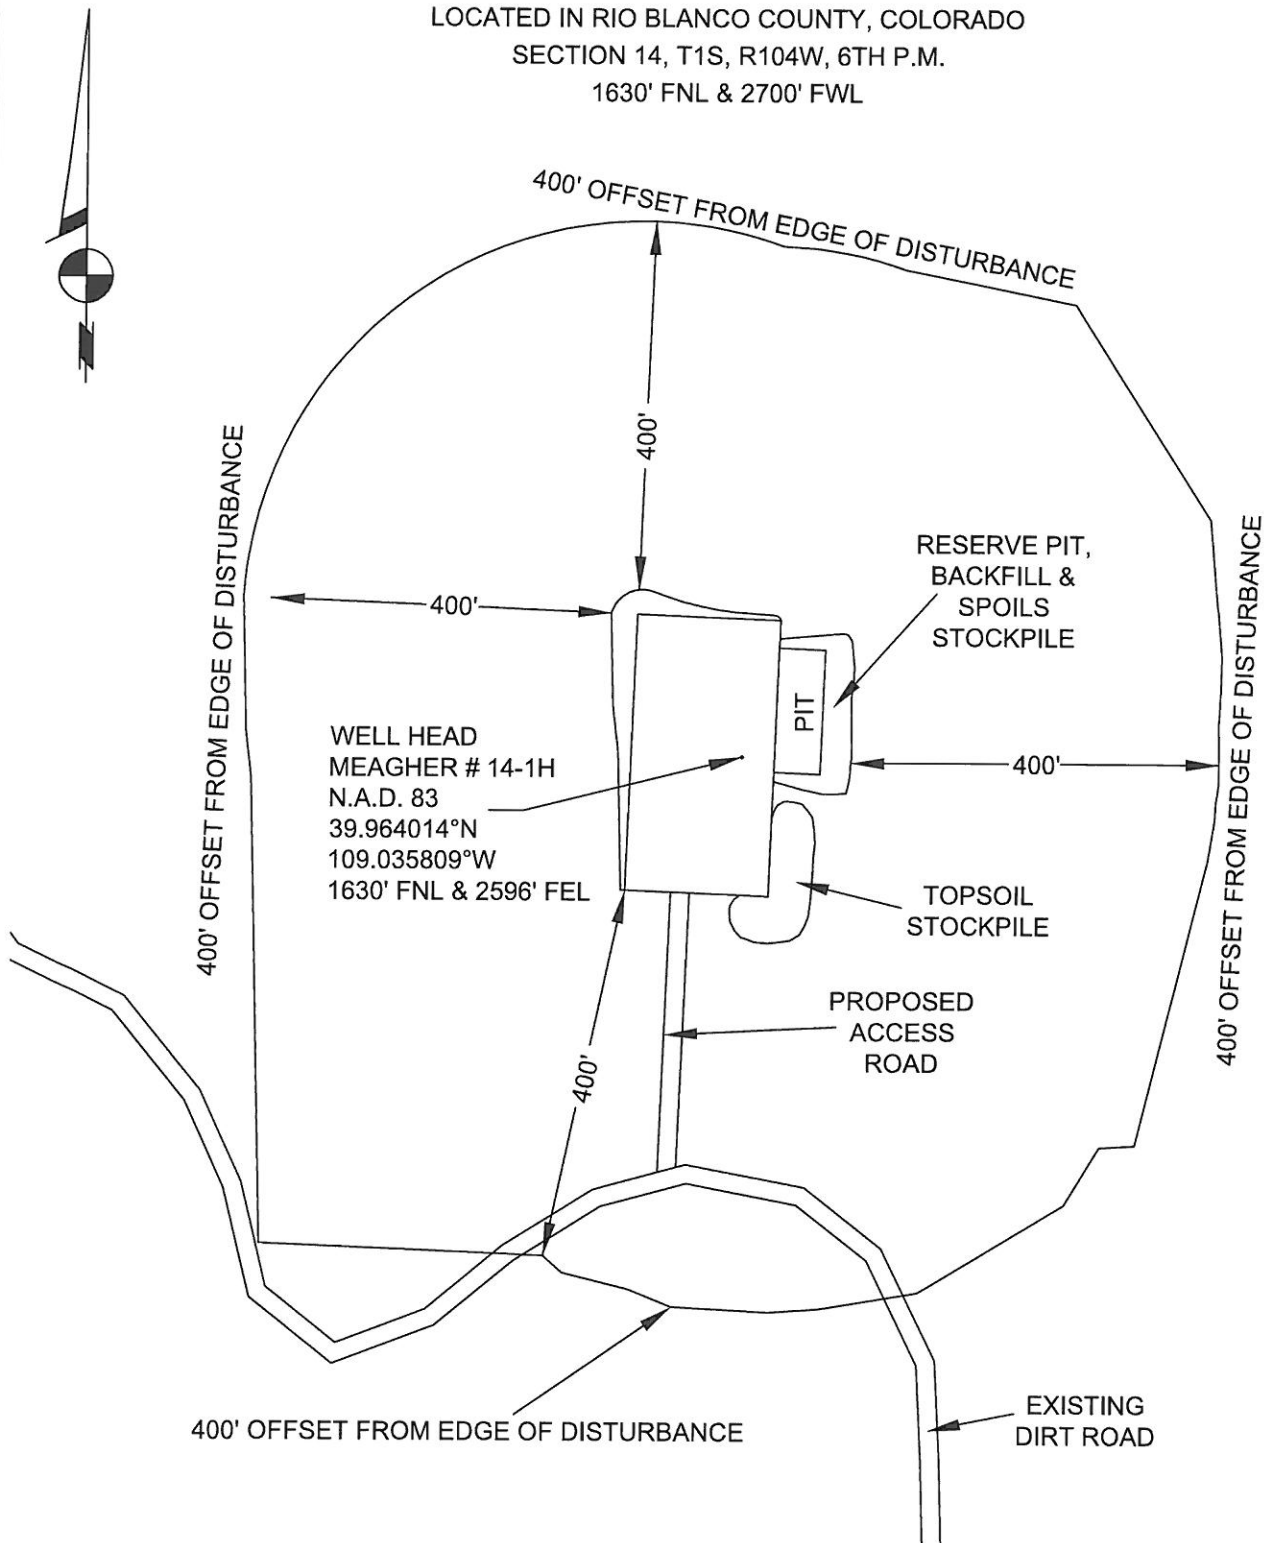 LOCATED IN RIO BLANCO COUNTY, COLORADO
SECTION 14, T1S, R104W, 6TH P.M.
1630' FNL & 2700' FWL
400' OFFSET FROM EDGE OF DISTURBANCE
N
400'
400' OFFSET FROM EDGE OF DISTURBANCE
400'
RESERVE PIT,
BACKFILL &
SPOILS
STOCKPILE
400' OFFSET FROM EDGE OF DISTURBANCE
PIT
WELL HEAD
MEAGHER # 14-1H
N.A.D. 83
39.964014°N
109.035809°W
1630' FNL & 2596' FEL
400'
TOPSOIL
STOCKPILE
PROPOSED
ACCESS
ROAD
400'
400' OFFSET FROM EDGE OF DISTURBANCE
EXISTING
DIRT ROAD